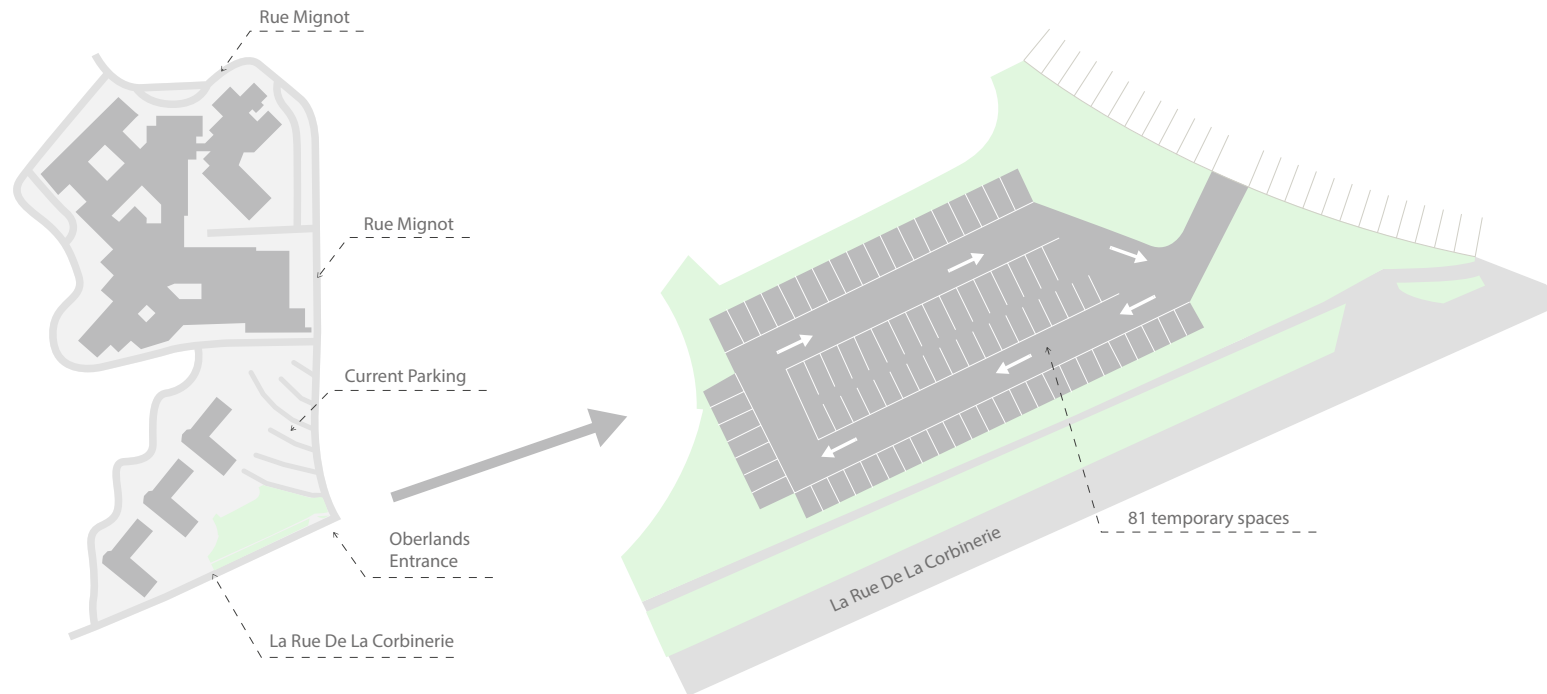 Rue Mignot
Rue Mignot
Current Parking
Oberlands
Entrance
La Rue De La Corbinerie
81 temporary spaces
La Rue De La Corbinerie